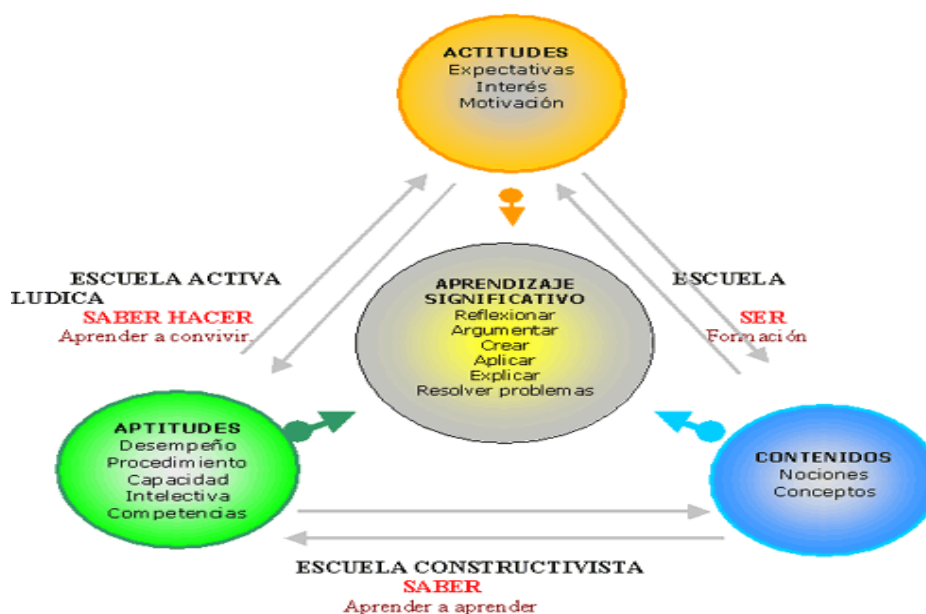 ACTITUDES
Expectativas
Interés
Motivación
ESCUELA ACTIVA
LUDICA
SABER HACER
Aprender a convivir.
APRENDIZAJE
SIGNIFICATIVO
Reflexionar
Argumentar
Crear
Aplicar
Explicar
Resolver problemas
ESCUELA
SER
Formación
APTITUDES
Desempeño
Procedimiento
Capacidad
Intelectiva
Competencias
CONTENIDOS
Nociones
Conceptos
ESCUELA CONSTRUCTIVISTA
SABER
Aprender a aprender